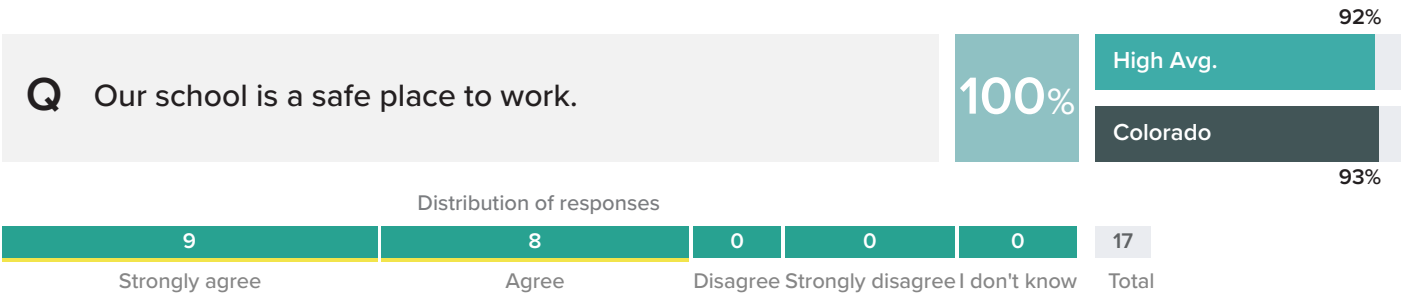 92%
Q Our school is a safe place to work.
100%
High Avg.
Colorado
93%
Distribution of responses
9 8 0 0 0 17
Strongly agree Agree Disagree Strongly disagree I don't know Total